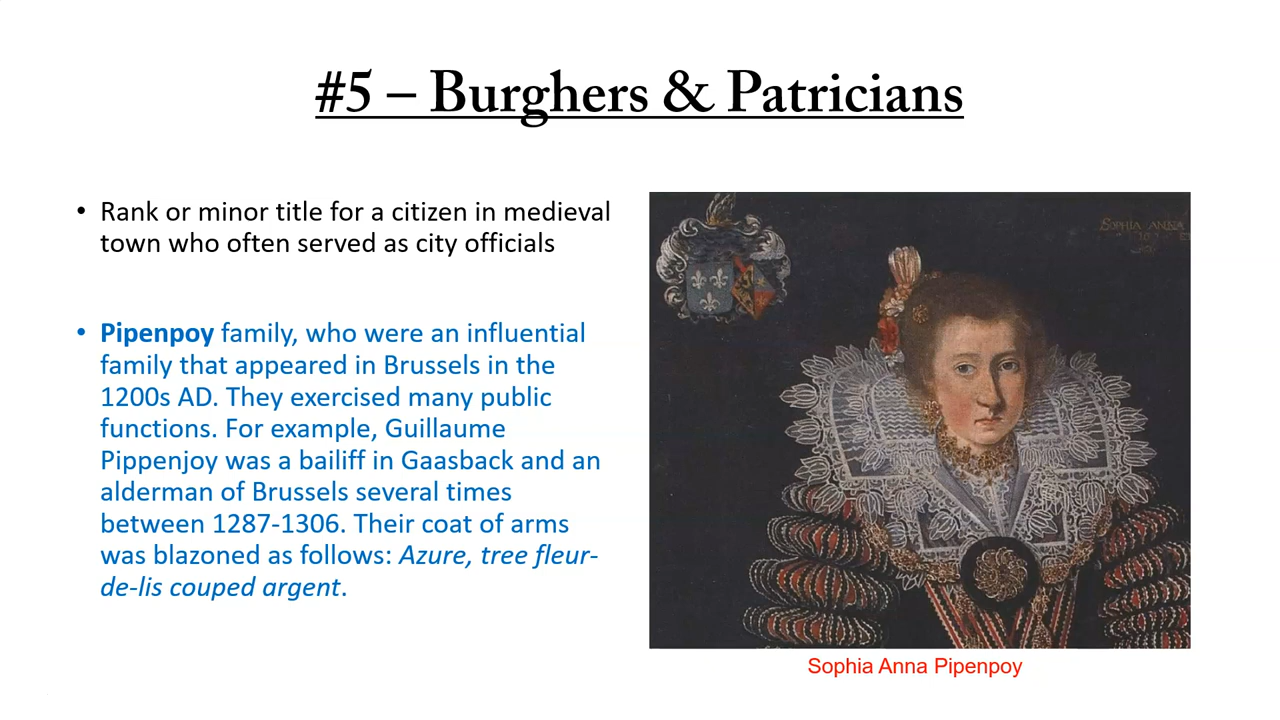 #5 – Burghers & Patricians
• Rank or minor title for a citizen in medieval
town who often served as city officials
• Pipenpoy family, who were an influential
family that appeared in Brussels in the
1200s AD. They exercised many public
functions. For example, Guillaume
Pippenjoy was a bailiff in Gaasback and an
alderman of Brussels several times
between 1287-1306. Their coat of arms
was blazoned as follows: Azure, tree fleur-
de-lis couped argent.
SOPHIA ANNA
Sophia Anna Pipenpoy